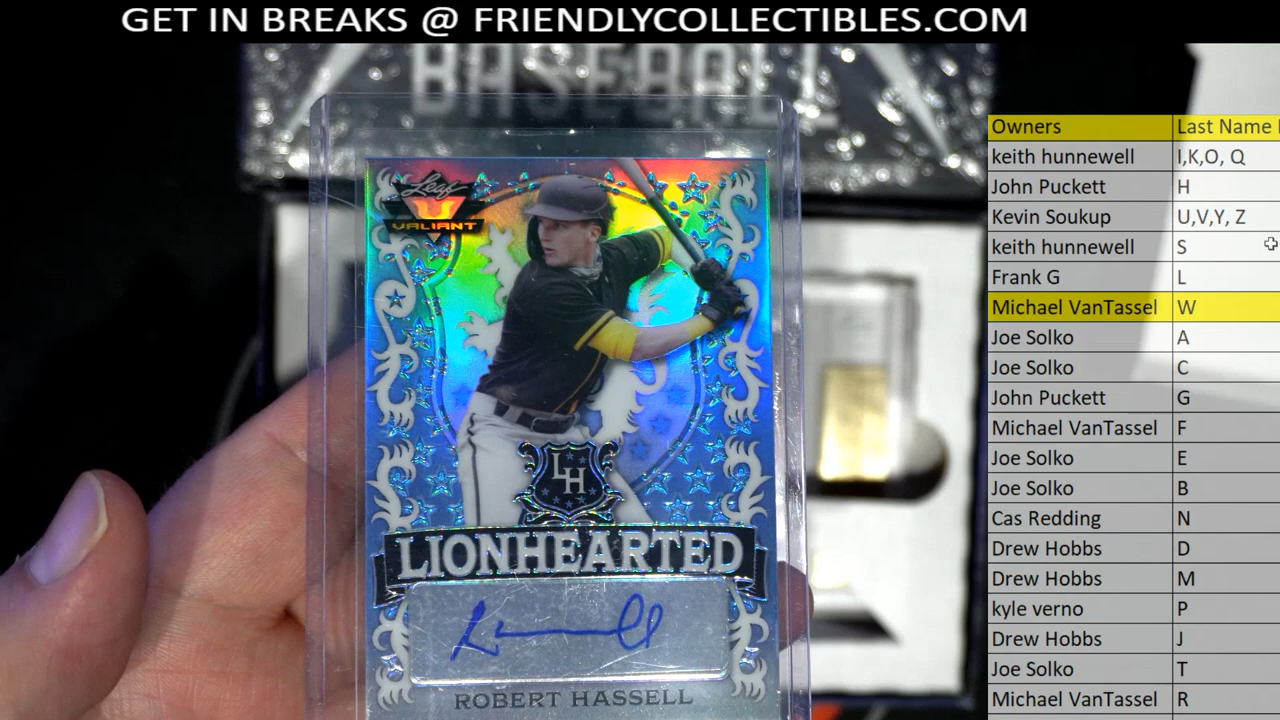 GET IN BREAKS @ FRIENDLYCOLLECTIBLES.COM
BASEBALL
Leaf
VALIANT
LH
LIONHEARTED
ROBERT HASSELL
Owners Last Name
keith hunnewell I,K,O, Q
John Puckett H
Kevin Soukup U,V,Y, Z
keith hunnewell S
Frank G L
Michael VanTassel W
Joe Solko A
Joe Solko C
John Puckett G
Michael VanTassel F
Joe Solko E
Joe Solko B
Cas Redding N
Drew Hobbs D
Drew Hobbs M
kyle verno P
Drew Hobbs J
Joe Solko T
Michael VanTassel R